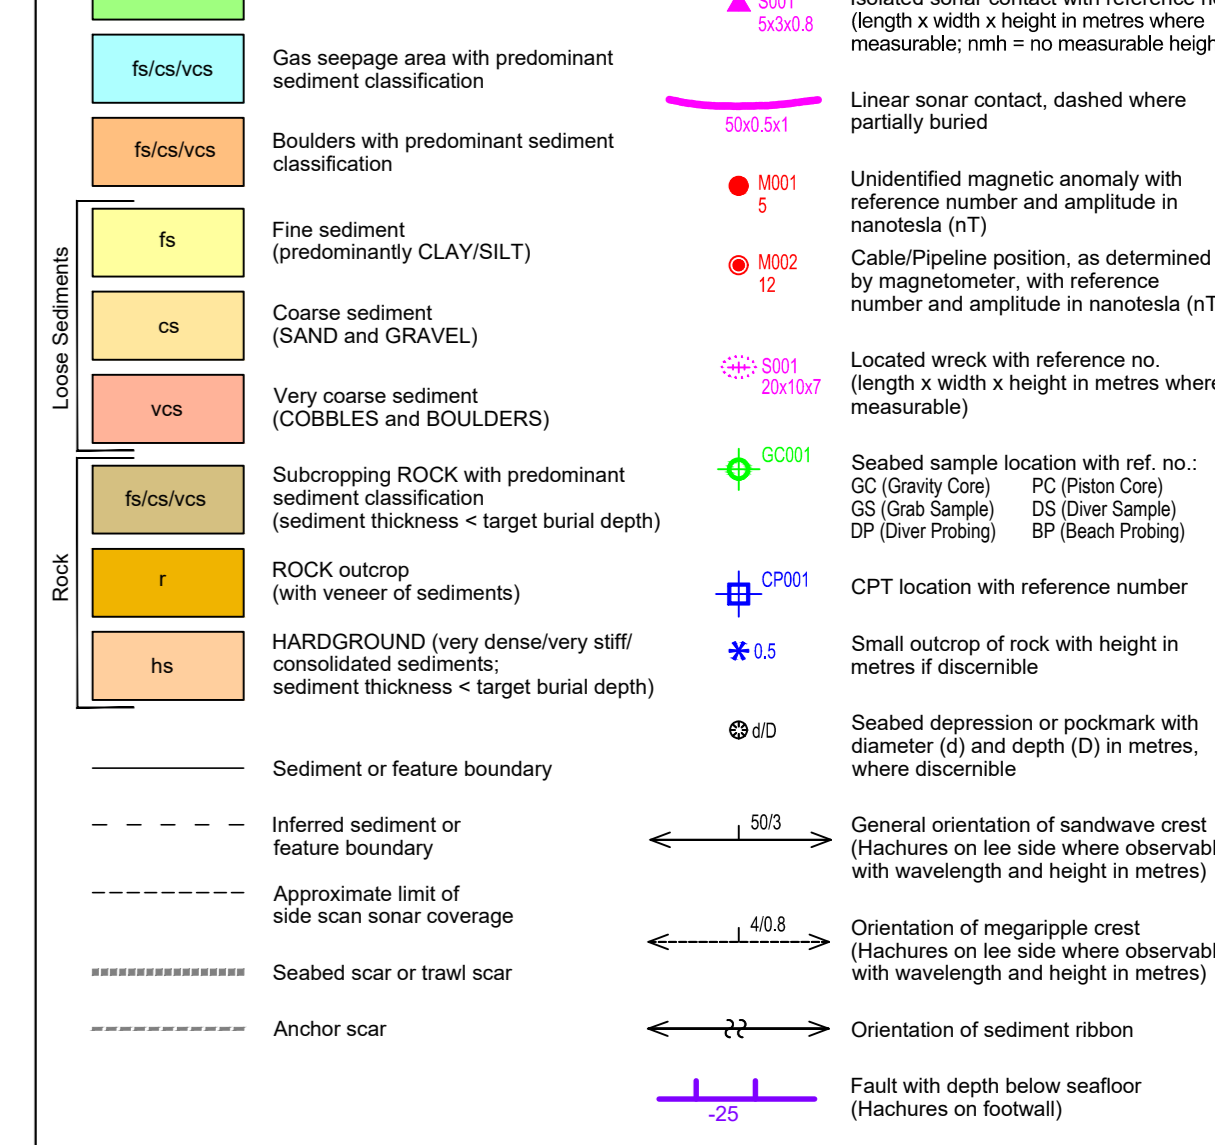 fs/cs/vcs
Gas seepage area with predominant
sediment classification
fs/cs/vcs
Boulders with predominant sediment
classification
Loose Sediments
fs
Fine sediment
(predominantly CLAY/SILT)
cs
Coarse sediment
(SAND and GRAVEL)
vcs
Very coarse sediment
(COBBLES and BOULDERS)
Rock
fs/cs/vcs
Subcropping ROCK with predominant
sediment classification
(sediment thickness < target burial depth)
r
ROCK outcrop
(with veneer of sediments)
hs
HARDGROUND (very dense/very stiff/
consolidated sediments;
sediment thickness < target burial depth)
Sediment or feature boundary
Inferred sediment or
feature boundary
Approximate limit of
side scan sonar coverage
Seabed scar or trawl scar
Anchor scar
S001
5x3x0.8
Isolated sonar contact with reference
(length x width x height in metres where
measurable; nmh = no measurable heigh
50x0.5x1
Linear sonar contact, dashed where
partially buried
M001
5
Unidentified magnetic anomaly with
reference number and amplitude in
nanotesla (nT)
M002
12
Cable/Pipeline position, as determined
by magnetometer, with reference
number and amplitude in nanotesla (nT
S001
20x10x7
Located wreck with reference no.
(length x width x height in metres where
measurable)
GC001
Seabed sample location with ref. no.:
GC (Gravity Core) PC (Piston Core)
GS (Grab Sample) DS (Diver Sample)
DP (Diver Probing) BP (Beach Probing)
CP001
CPT location with reference number
0.5
Small outcrop of rock with height in
metres if discernible
d/D
Seabed depression or pockmark with
diameter (d) and depth (D) in metres,
where discernible
50/3
General orientation of sandwave crest
(Hachures on lee side where observabl
with wavelength and height in metres)
4/0.8
Orientation of megaripple crest
(Hachures on lee side where observabl
with wavelength and height in metres)
Orientation of sediment ribbon
-25
Fault with depth below seafloor
(Hachures on footwall)